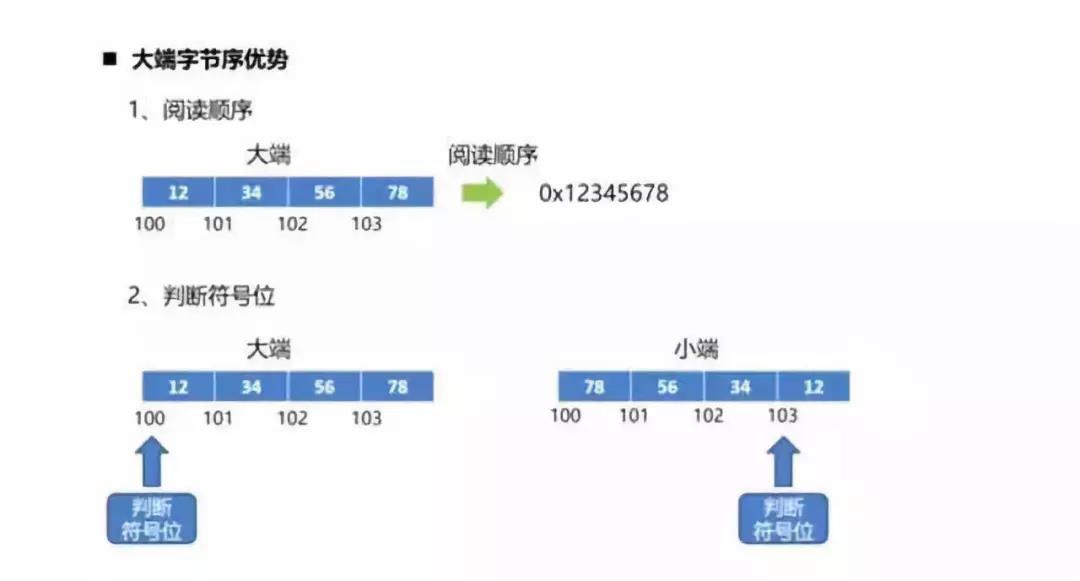 ■ 大端字节序优势
1、阅读顺序
大端
阅读顺序
12 34 56 78
0x12345678
100 101 102 103
2、判断符号位
大端
小端
12 34 56 78
78 56 34 12
100 101 102 103
100 101 102 103
判断
符号位
判断
符号位